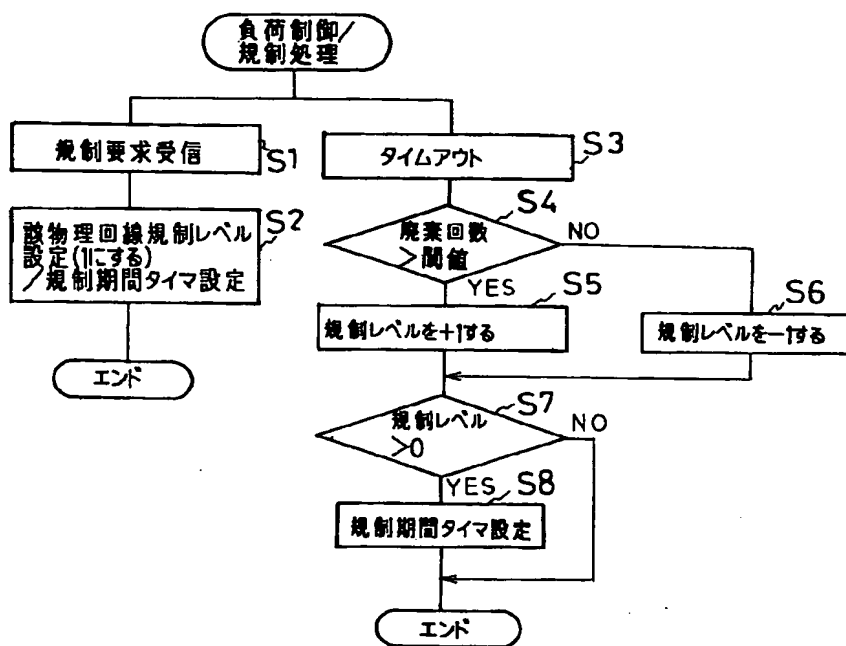 負荷制御/
規制処理
規制要求受信
S1
タイムアウト
S3
該物理回線規制レベル
設定(1にする)
/規制期間タイマ設定
S2
廃棄回数
>閾値
S4
NO
YES
S5
規制レベルを+1する
S6
規制レベルを-1する
エンド
規制レベル
>0
S7
NO
YES
S8
規制期間タイマ設定
エンド